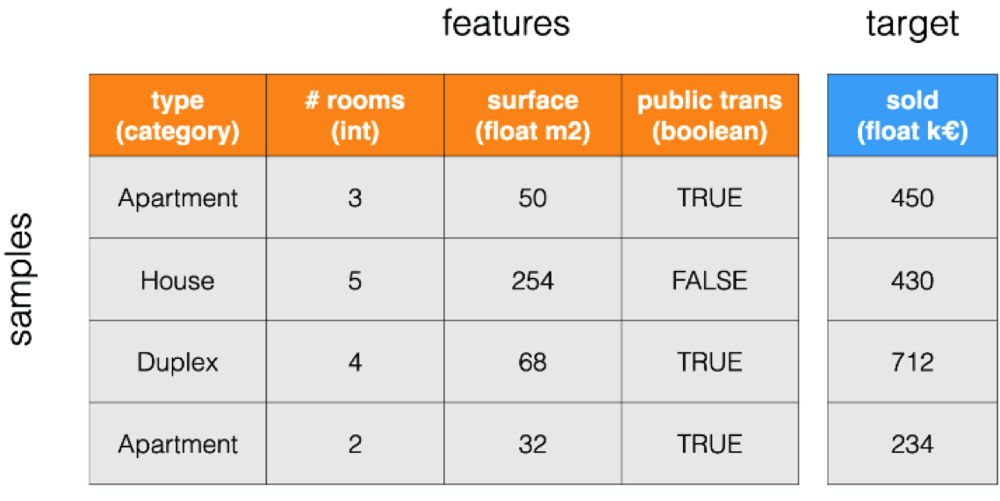 features target
samples
type # rooms surface public trans sold
(category) (int) (float m2) (boolean) (float k€)
Apartment 3 50 TRUE 450
House 5 254 FALSE 430
Duplex 4 68 TRUE 712
Apartment 2 32 TRUE 234